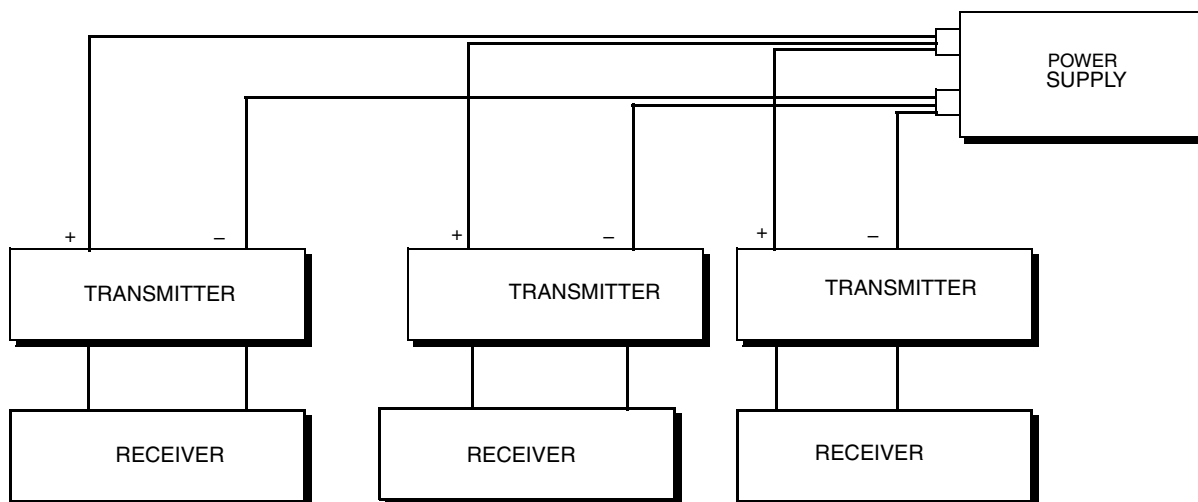 POWER
SUPPLY
+ – + – + –
TRANSMITTER TRANSMITTER TRANSMITTER
RECEIVER RECEIVER RECEIVER